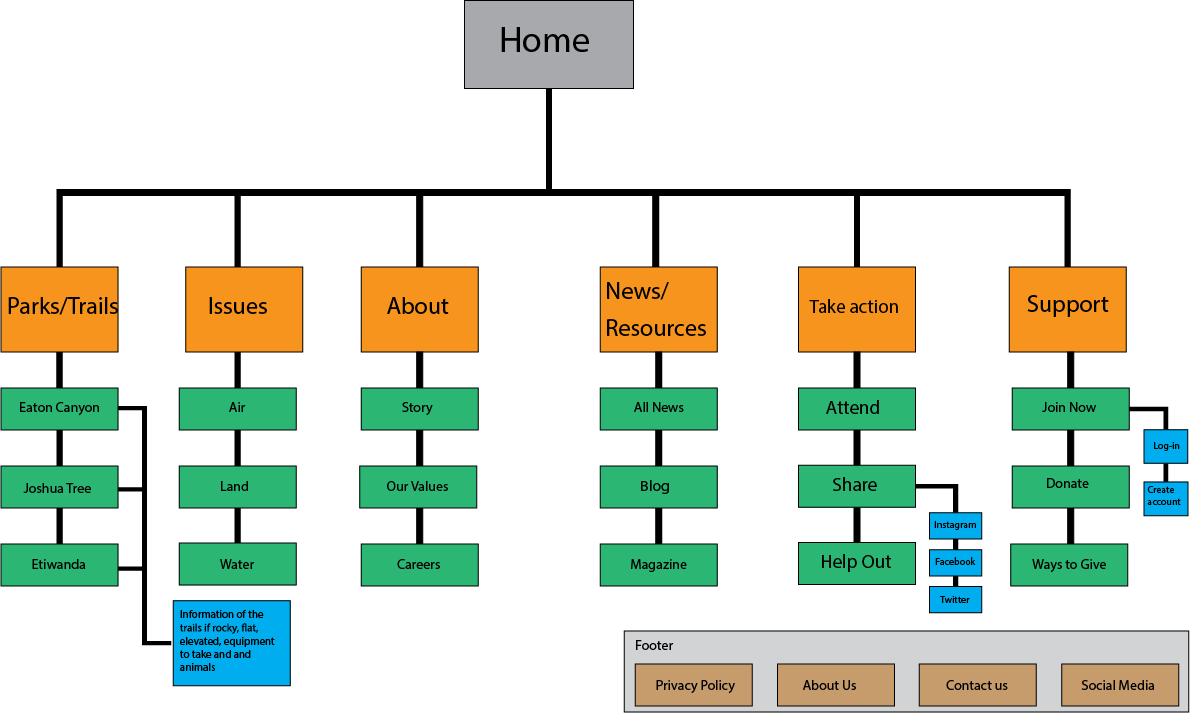 Home
Parks/Trails
Issues
About
News/
Resources
Take action
Support
Eaton Canyon
Air
Story
All News
Attend
Join Now
Log-in
Joshua Tree
Land
Our Values
Blog
Share
Donate
Create
account
Instagram
Etiwanda
Water
Careers
Magazine
Help Out
Facebook
Ways to Give
Twitter
Information of the
trails if rocky, flat,
elevated, equipment
to take and and
animals
Footer
Privacy Policy
About Us
Contact us
Social Media